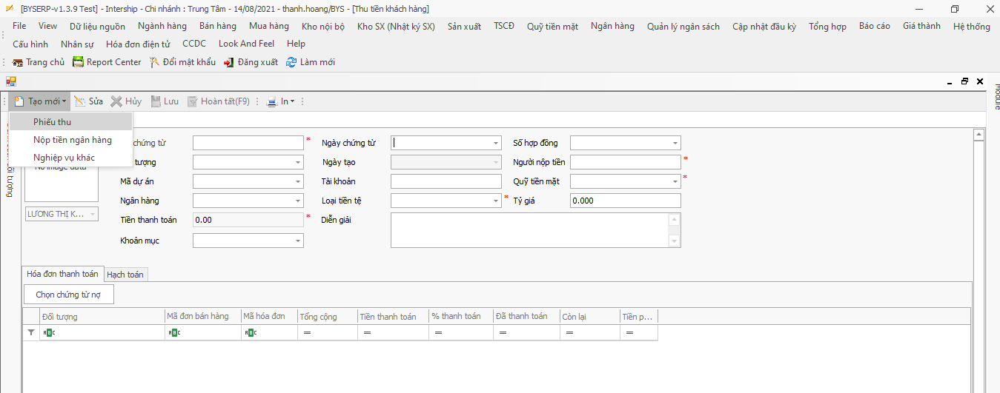 [BYSERP-v1.3.9 Test] - Intership - Chi nhánh : Trung Tâm - 14/08/2021 - thanh.hoang/BYS - [Thu tiền khách hàng]
File View Dữ liệu nguồn Ngành hàng Bán hàng Mua hàng Kho nội bộ Kho SX (Nhật ký SX) Sản xuất TSCĐ Quỹ tiền mặt Ngân hàng Quản lý ngân sách Cập nhật đầu kỳ Tổng hợp Báo cáo Giá thành Hệ thống
Cấu hình Nhân sự Hóa đơn điện tử CCDC Look And Feel Help
Trang chủ Report Center Đổi mật khẩu Đăng xuất Làm mới
Tạo mới Sửa Hủy Lưu Hoàn tất(F9) In
Module
Phiếu thu
Nộp tiền ngân hàng
Nghiệp vụ khác
chứng từ * Ngày chứng từ Số hợp đồng
tượng Ngày tạo Người nộp tiền *
No image data
Mã dự án Tài khoản Quỹ tiền mặt *
Ngân hàng Loại tiền tệ * Tỷ giá 0.000
LƯƠNG THỊ K...
Tiền thanh toán 0.00 * Diễn giải
Khoản mục
Hóa đơn thanh toán Hạch toán
Chọn chứng từ nợ
Đối tượng Mã đơn bán hàng Mã hóa đơn Tổng cộng Tiền thanh toán % thanh toán Đã thanh toán Còn lại Tiền p...
ABC ABC ABC = = = = = =